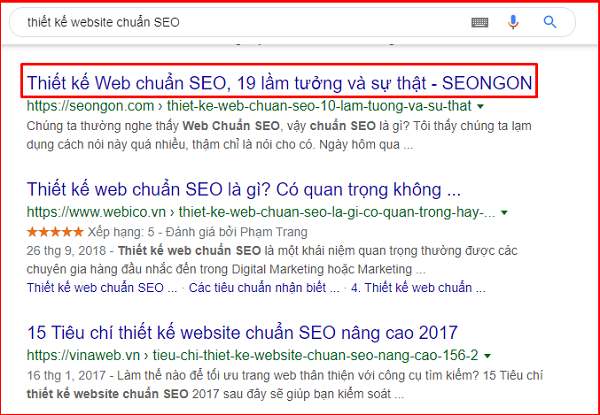 thiết kế website chuẩn SEO
Thiết kế Web chuẩn SEO, 19 lầm tưởng và sự thật - SEONGON
https://seongon.com › thiet-ke-web-chuan-seo-10-lam-tuong-va-su-that
Chúng ta thường nghe thấy Web Chuẩn SEO, vậy chuẩn SEO là gì? Tôi thấy chúng ta lạm
dụng cách nói này quá nhiều, thậm chí là nói cho có. Ngày hôm qua ...
Thiết kế web chuẩn SEO là gì? Có quan trọng không ...
https://www.webico.vn › thiet-ke-web-chuan-seo-la-gi-co-quan-trong-hay-...
Xếp hạng: 5 - Đánh giá bởi Phạm Trang
26 thg 9, 2018 - Thiết kế web chuẩn SEO là một khái niệm quan trọng thường được các
chuyên gia hàng đầu nhắc đến trong Digital Marketing hoặc Marketing ...
Thiết kế web chuẩn SEO ... · Các tiêu chuẩn nhận biết ... · 4. Thiết kế web chuẩn ...
15 Tiêu chí thiết kế website chuẩn SEO nâng cao 2017
https://vinaweb.vn › tieu-chi-thiet-ke-website-chuan-seo-nang-cao-156-2
16 thg 1, 2017 - Làm thế nào để tối ưu trang web thân thiện với công cụ tìm kiếm? 15 Tiêu chí
thiết kế website chuẩn SEO 2017 sau đây sẽ giúp bạn kiểm soát ...